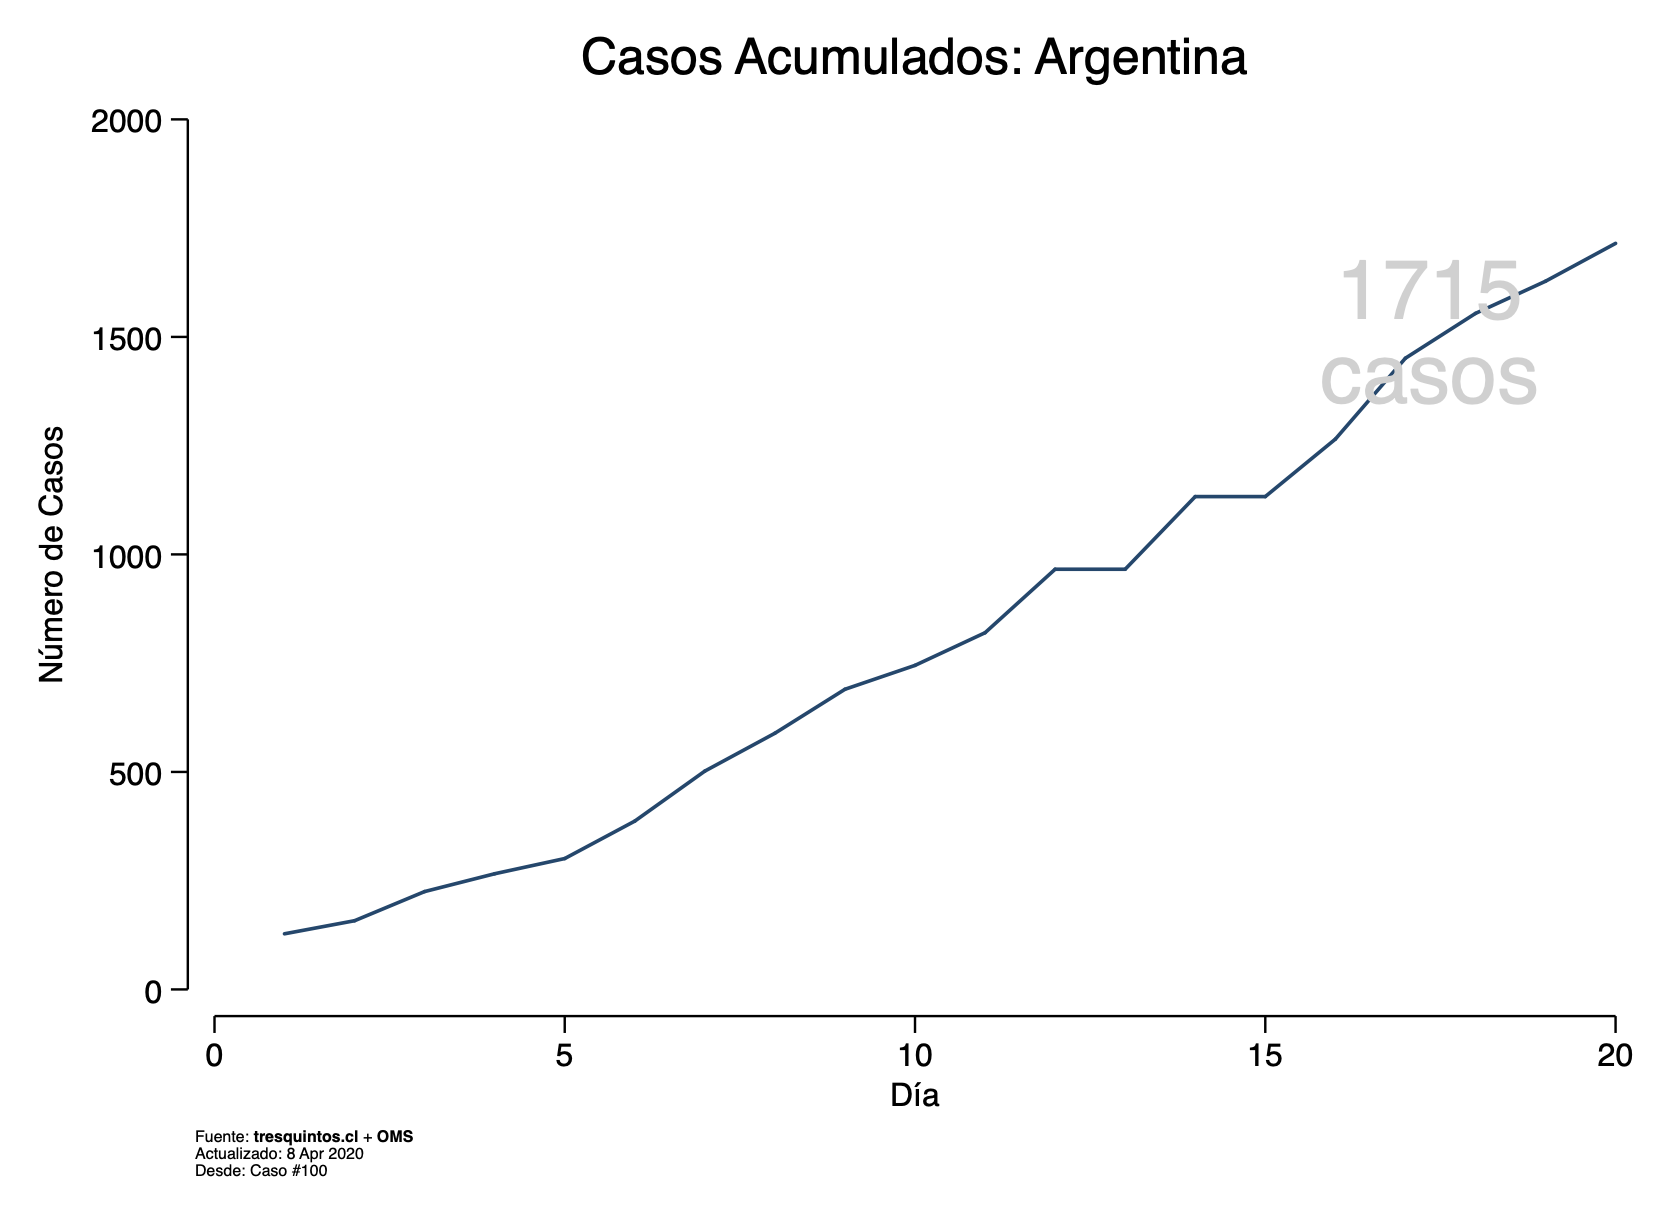 Casos Acumulados: Argentina
2000
1500
1000
500
0
Número de Casos
1715
casos
0 5 10 15 20
Día
Fuente: tresquintos.cl + OMS
Actualizado: 8 Apr 2020
Desde: Caso #100